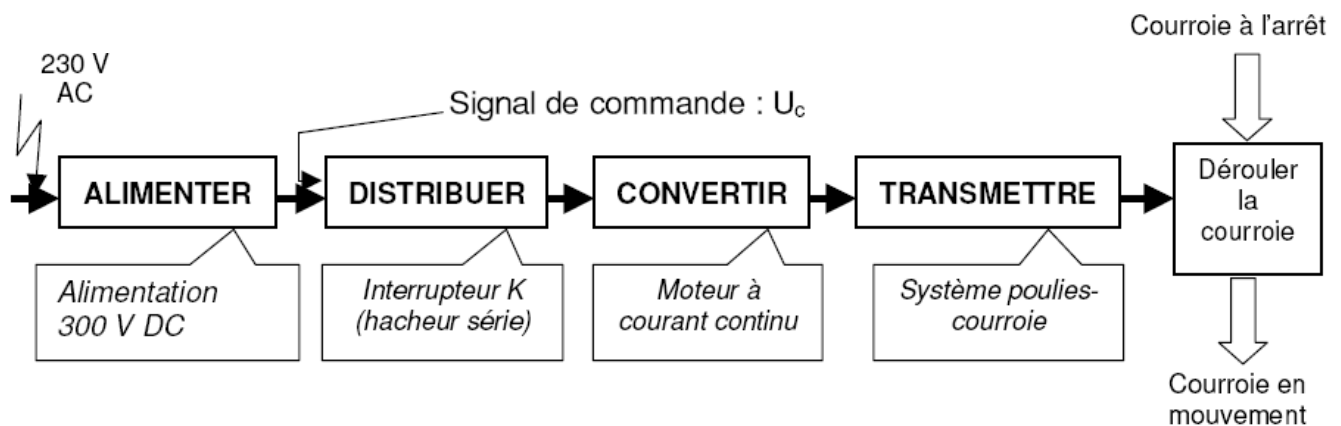 Courroie à l'arrêt
230 V
AC
Signal de commande : Uc
ALIMENTER
DISTRIBUER
CONVERTIR
TRANSMETTRE
Dérouler
la
courroie
Alimentation
300 V DC
Interrupteur K
(hacheur série)
Moteur à
courant continu
Système poulies-
courroie
Courroie en
mouvement